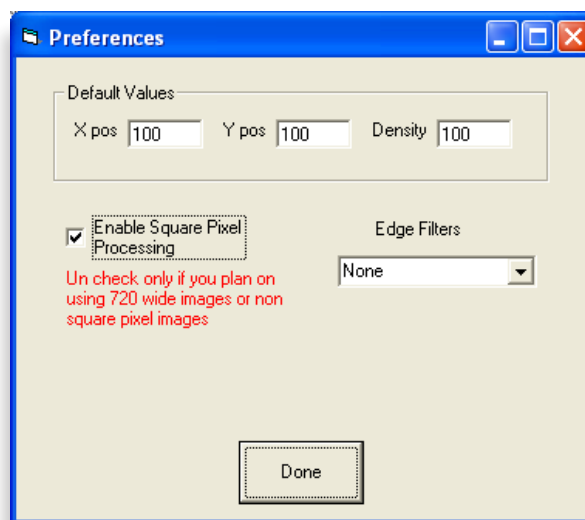 Preferences
Default Values
X pos 100 Y pos 100 Density 100
Enable Square Pixel
Processing
Un check only if you plan on
using 720 wide images or non
square pixel images
Edge Filters
None
Done